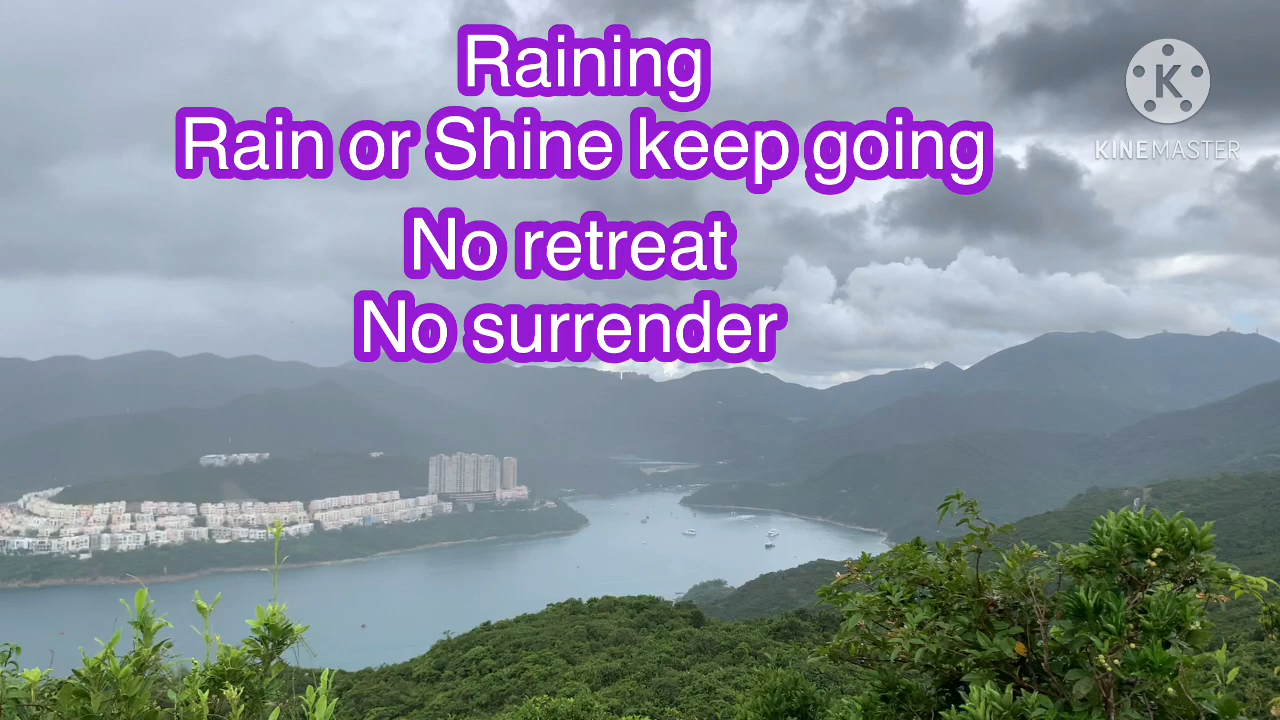 Raining
Rain or Shine keep going
No retreat
No surrender
K
KINEMASTER